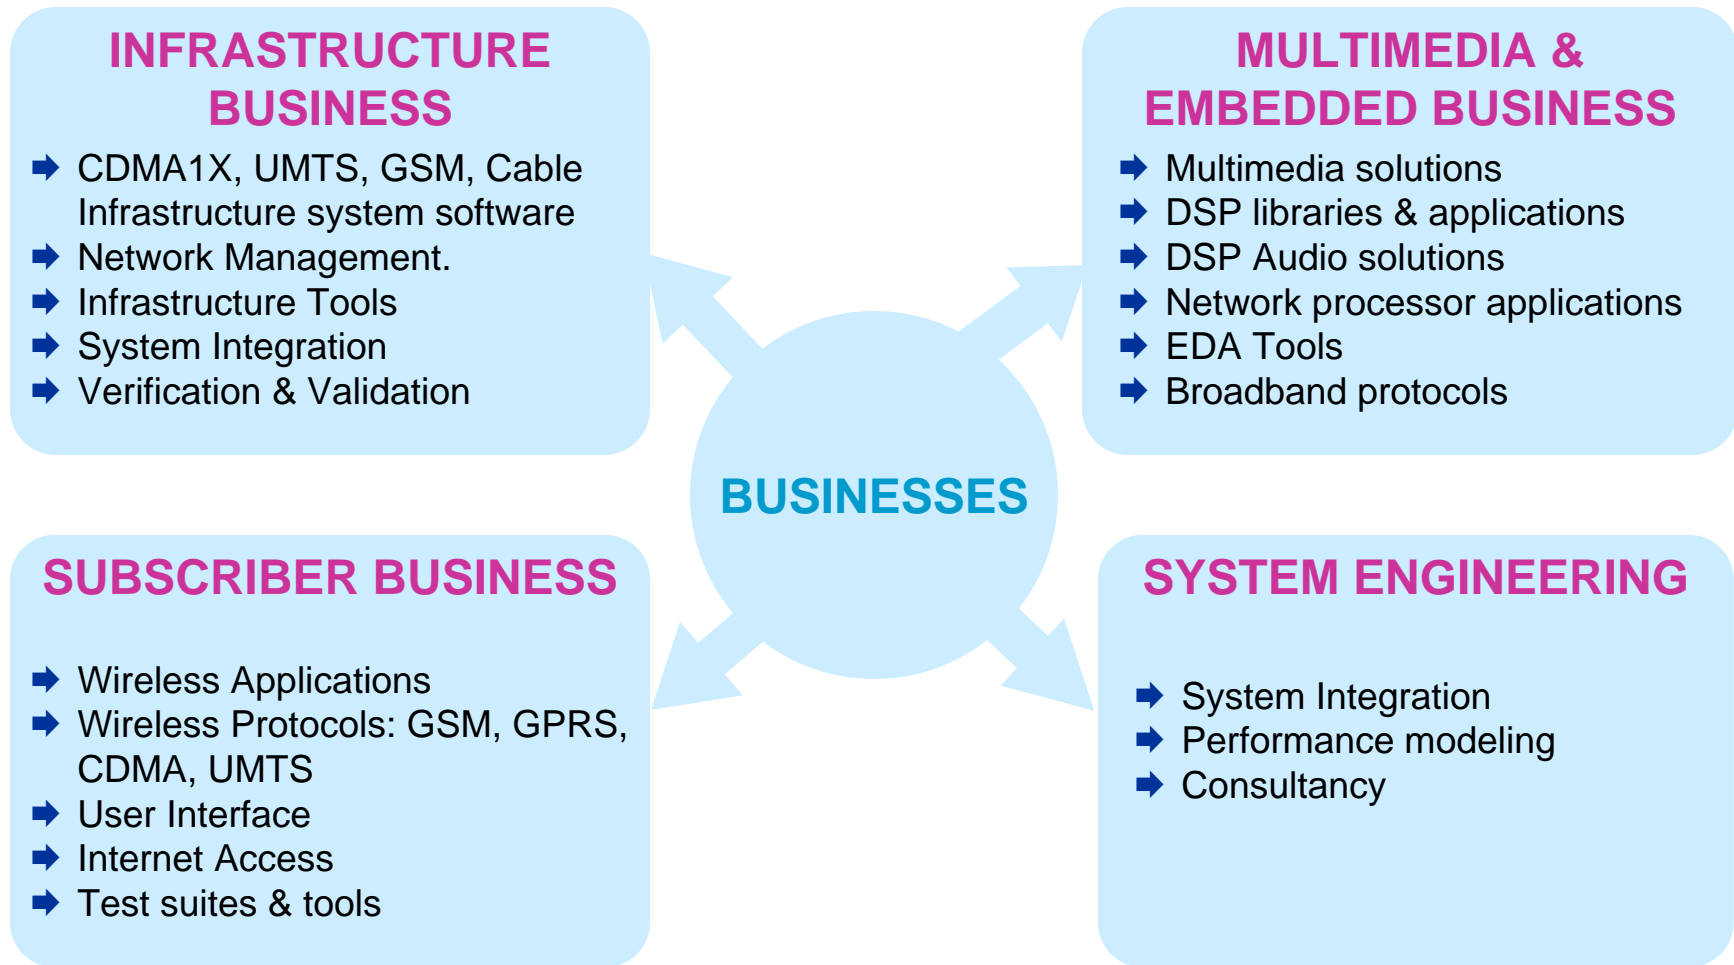 INFRASTRUCTURE
BUSINESS
CDMA1X, UMTS, GSM, Cable
Infrastructure system software
Network Management.
Infrastructure Tools
System Integration
Verification & Validation
MULTIMEDIA &
EMBEDDED BUSINESS
Multimedia solutions
DSP libraries & applications
DSP Audio solutions
Network processor applications
EDA Tools
Broadband protocols
BUSINESSES
SUBSCRIBER BUSINESS
Wireless Applications
Wireless Protocols: GSM, GPRS,
CDMA, UMTS
User Interface
Internet Access
Test suites & tools
SYSTEM ENGINEERING
System Integration
Performance modeling
Consultancy